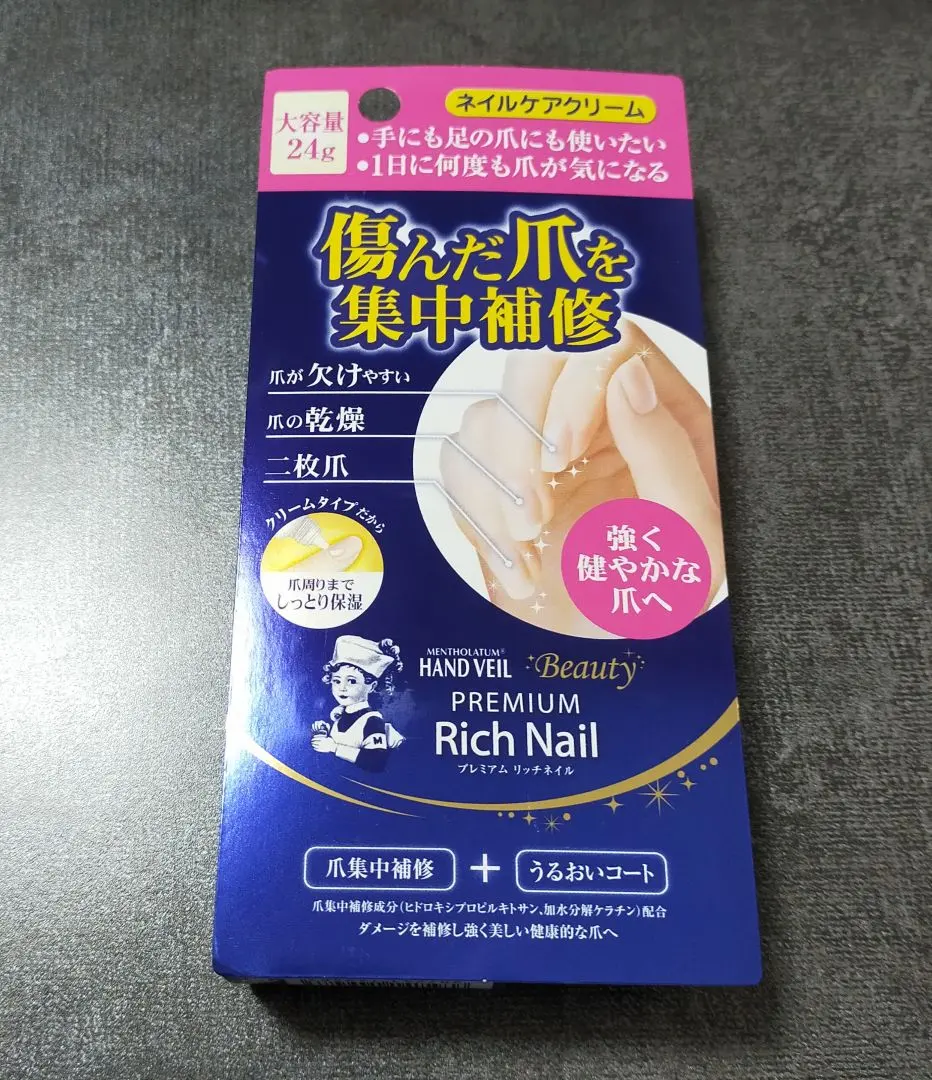 ネイルケアクリーム
大容量
24g
•手にも足の爪にも使いたい
•1日に何度も爪が気になる
傷んだ爪を
集中補修
爪が欠けやすい
爪の乾燥
二枚爪
クリームタイプだから
爪周りまで
しっとり保湿
強く
健やかな
爪へ
MENTHOLATUM®
HAND VEIL Beauty
PREMIUM
Rich Nail
プレミアム リッチネイル
M
爪集中補修 + うるおいコート
爪集中補修成分(ヒドロキシプロピルキトサン、加水分解ケラチン)配合
ダメージを補修し強く美しい健康的な爪へ